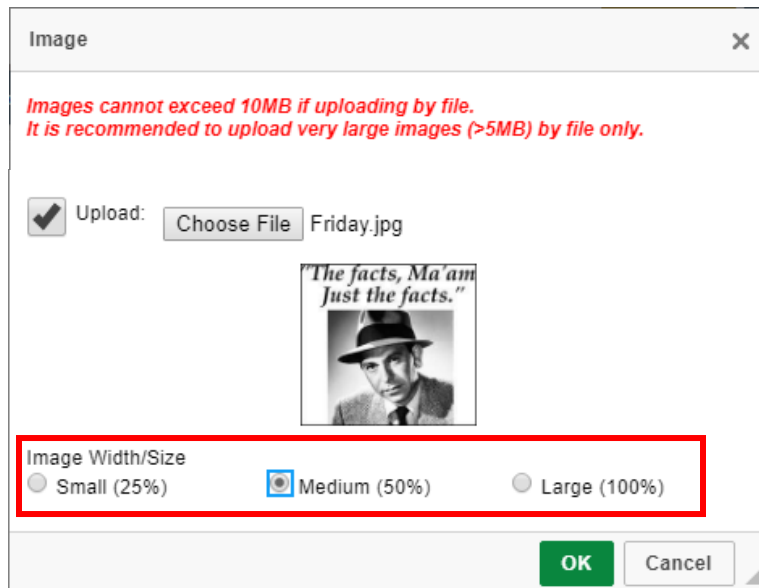 Image
Images cannot exceed 10MB if uploading by file.
It is recommended to upload very large images (>5MB) by file only.
Upload: Choose File Friday.jpg
"The facts, Ma'am
Just the facts."
Image Width/Size
Small (25%) Medium (50%) Large (100%)
OK Cancel